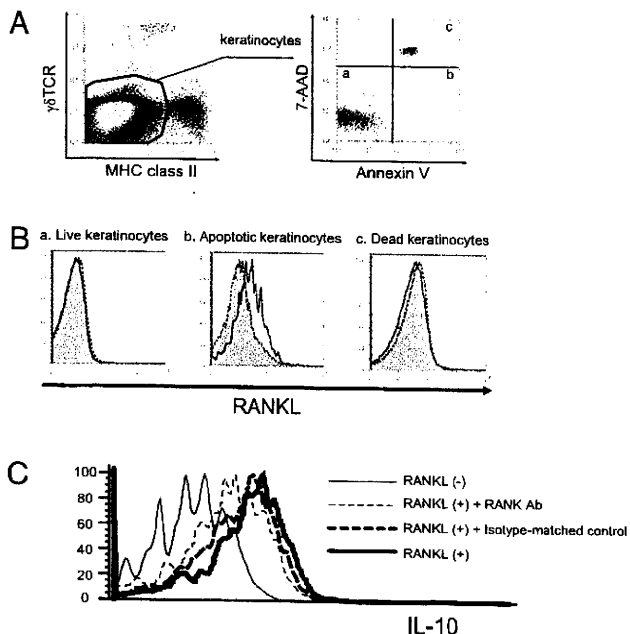 A
γδTCR
MHC class II
keratinocytes
7-AAD
a
b
c
Annexin V
B
a. Live keratinocytes
b. Apoptotic keratinocytes
c. Dead keratinocytes
RANKL
C
100
80
60
40
20
0
RANKL (-)
RANKL (+) + RANK Ab
RANKL (+) + Isotype-matched control
RANKL (+)
IL-10